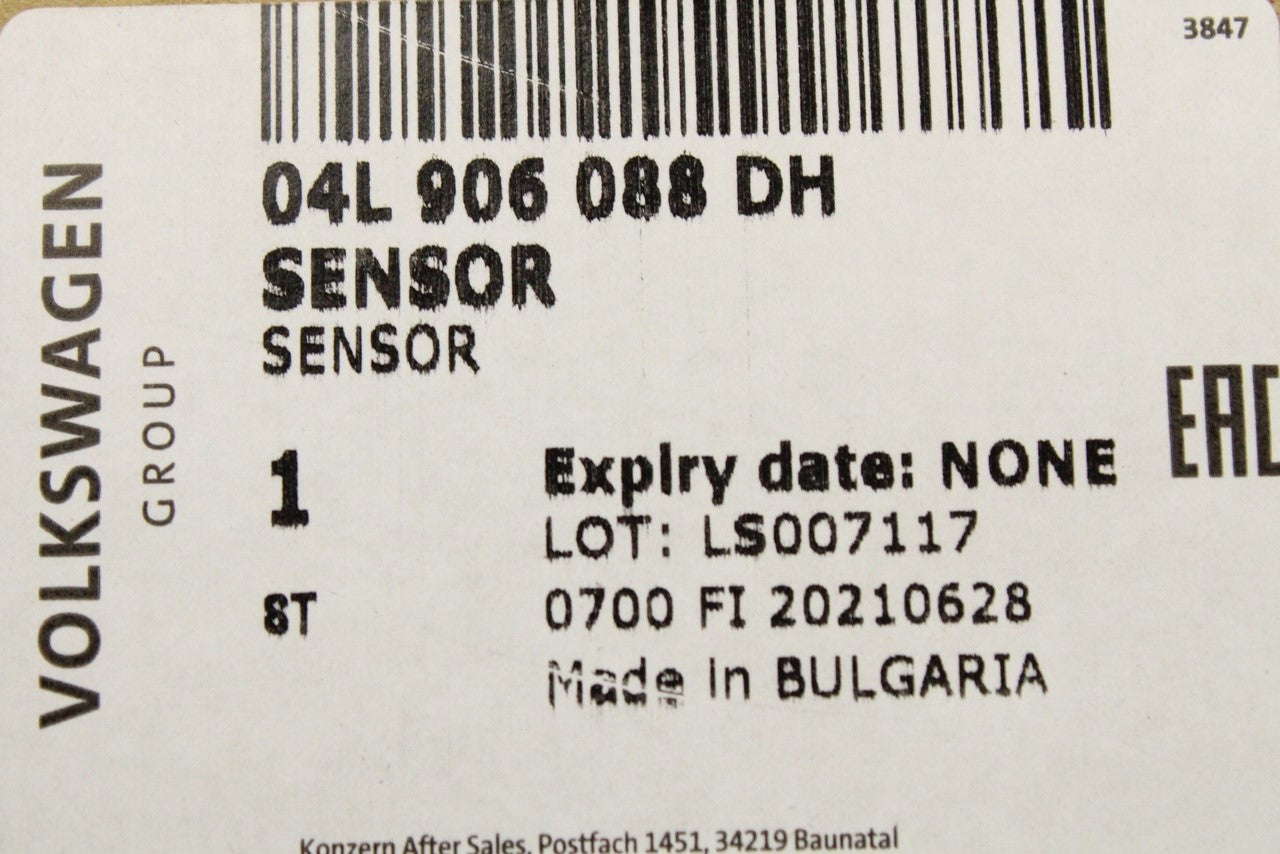 3847
04L 906 088 DH
SENSOR
SENSOR
VOLKSWAGEN
GROUP
EAC
1
Expiry date: NONE
LOT: LS007117
ST
0700 FI 20210628
Made in BULGARIA
Konzern After Sales, Postfach 1451, 34219 Baunatal